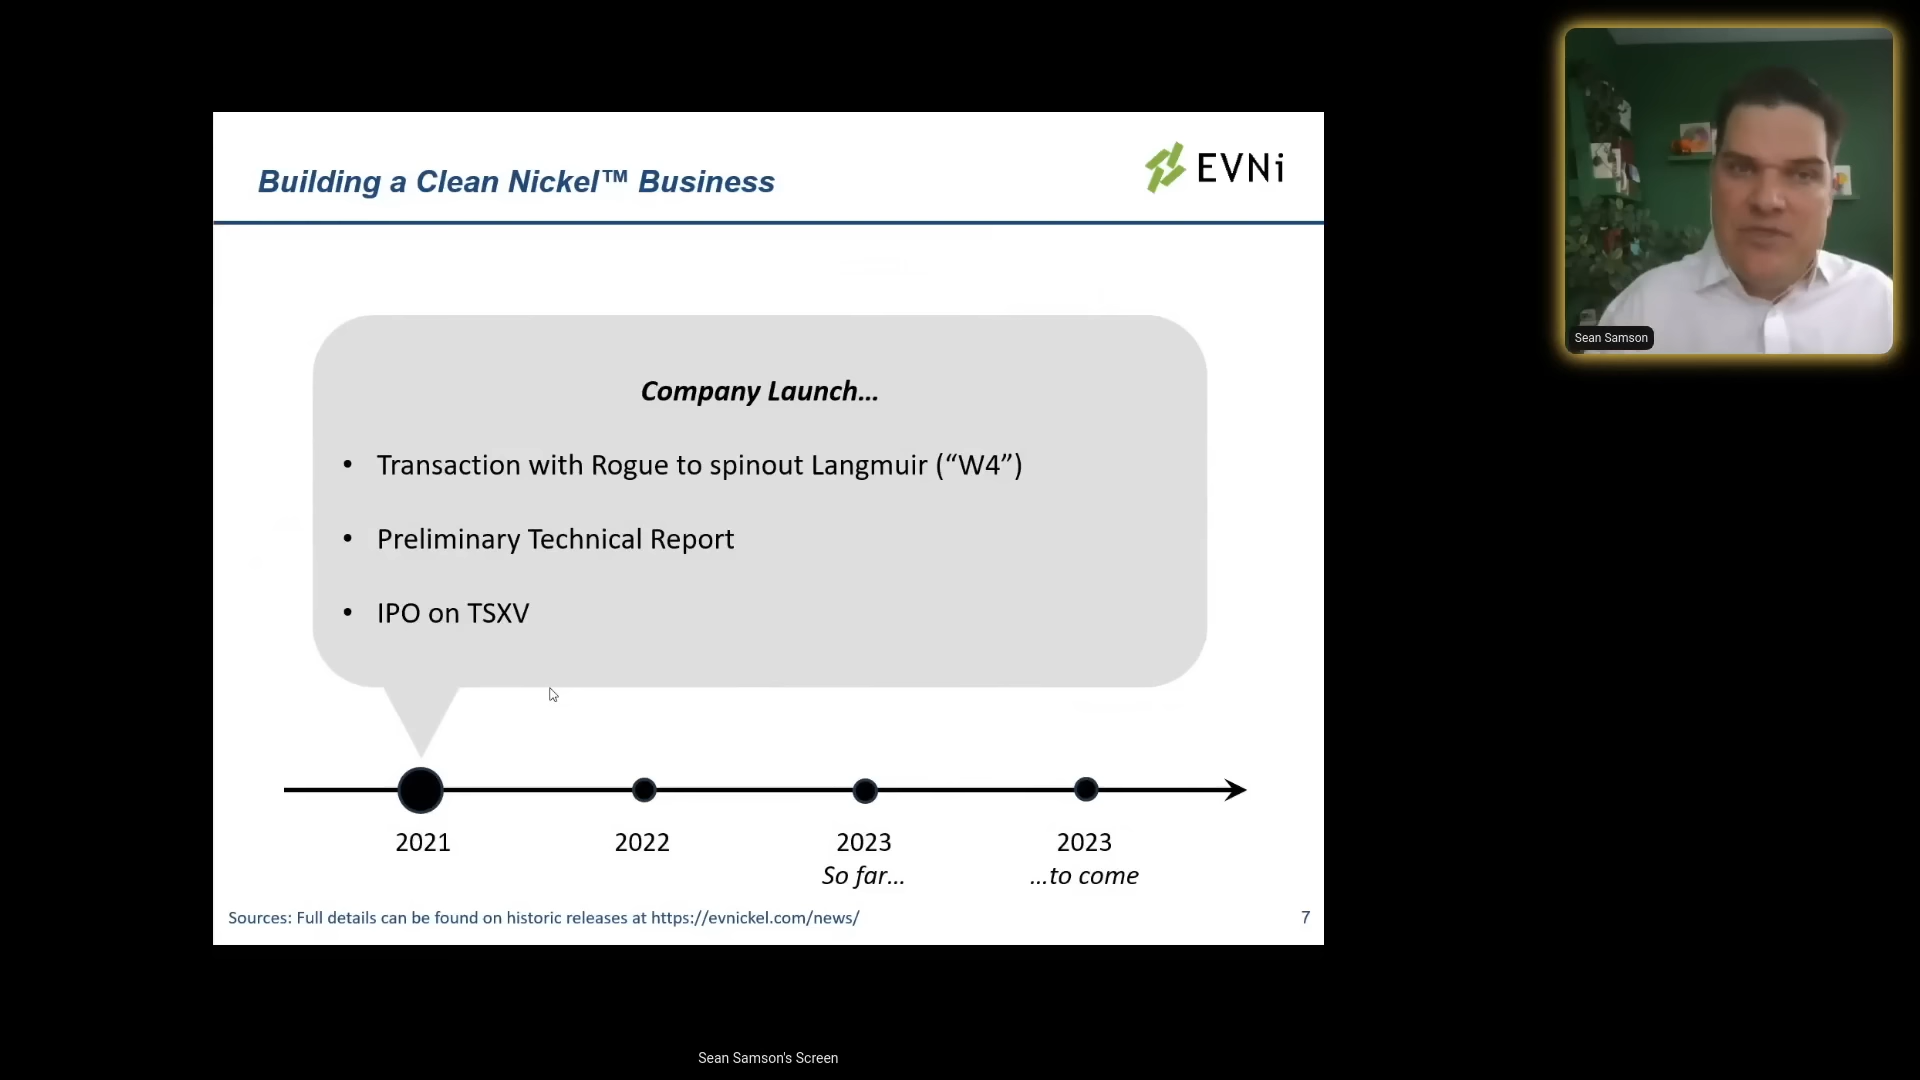 Building a Clean Nickel™ Business
EVNi
Company Launch...
• Transaction with Rogue to spinout Langmuir (“W4”)
• Preliminary Technical Report
• IPO on TSXV
2021
2022
2023
So far...
2023
...to come
Sources: Full details can be found on historic releases at https://evnickel.com/news/
7
Sean Samson
Sean Samson's Screen